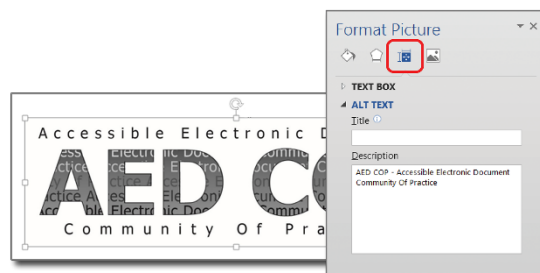 Format Picture
TEXT BOX
ALT TEXT
Title
Description
AED COP - Accessible Electronic Document
Community Of Practice
Accessible Electronic D
AED CO
Community Of Pra